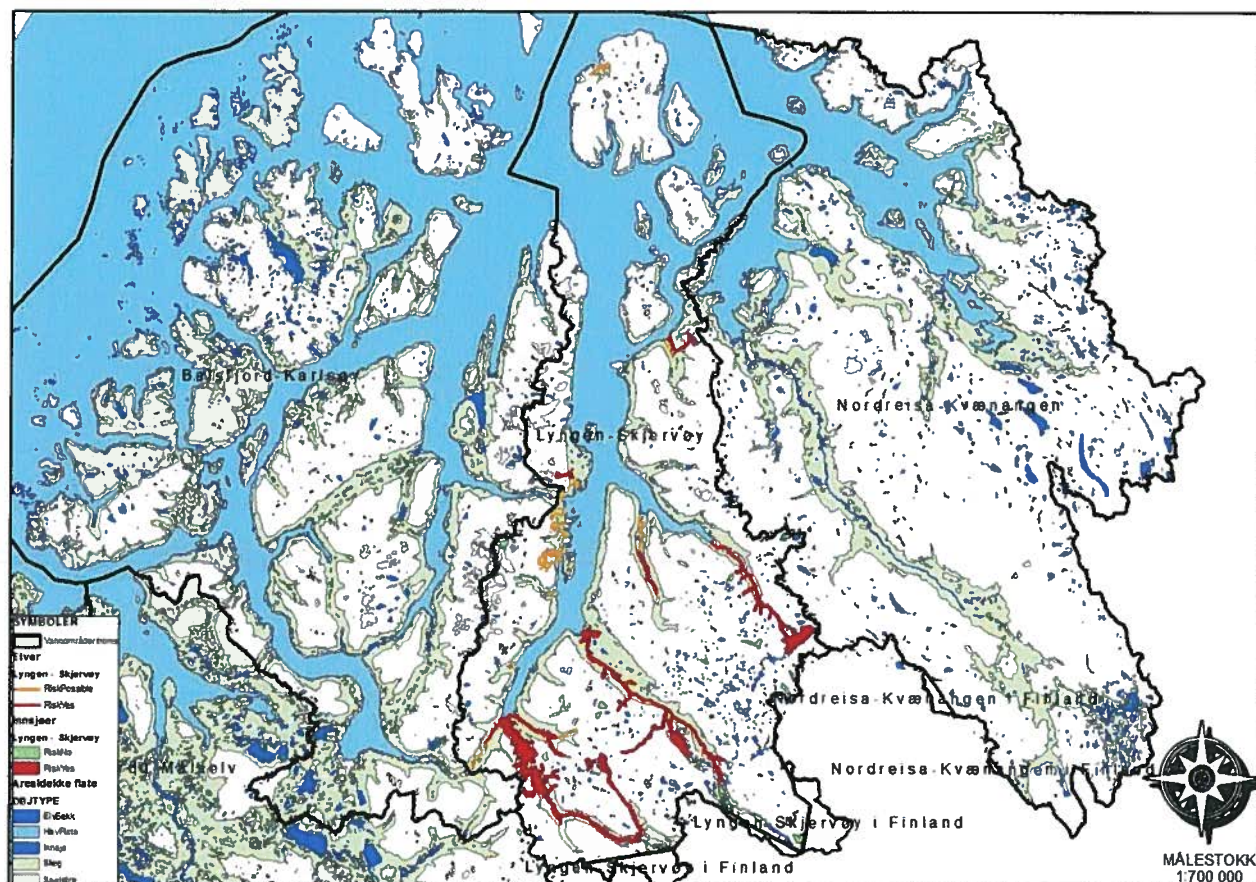 Balsfjord-Karlsøy
Nordreisa-Kvænangen
Lyngen-Skjervøy
Nordreisa-Kvænangen i Finland
Nordreisa-Kvænangen i Finland
Lyngen-Skjervøy i Finland
Lyngen-Skjervøy i Finland
Målselv
SYMBOLER
Elver
Lyngen - Skjervøy
RiskPossible
RiskYes
Innsjøer
Lyngen - Skjervøy
RiskNo
RiskYes
Arealdekke flate
OBJTYPE
ElvBekk
HavFlate
Innsjø
Skog
MÅLESTOKK
1:700 000